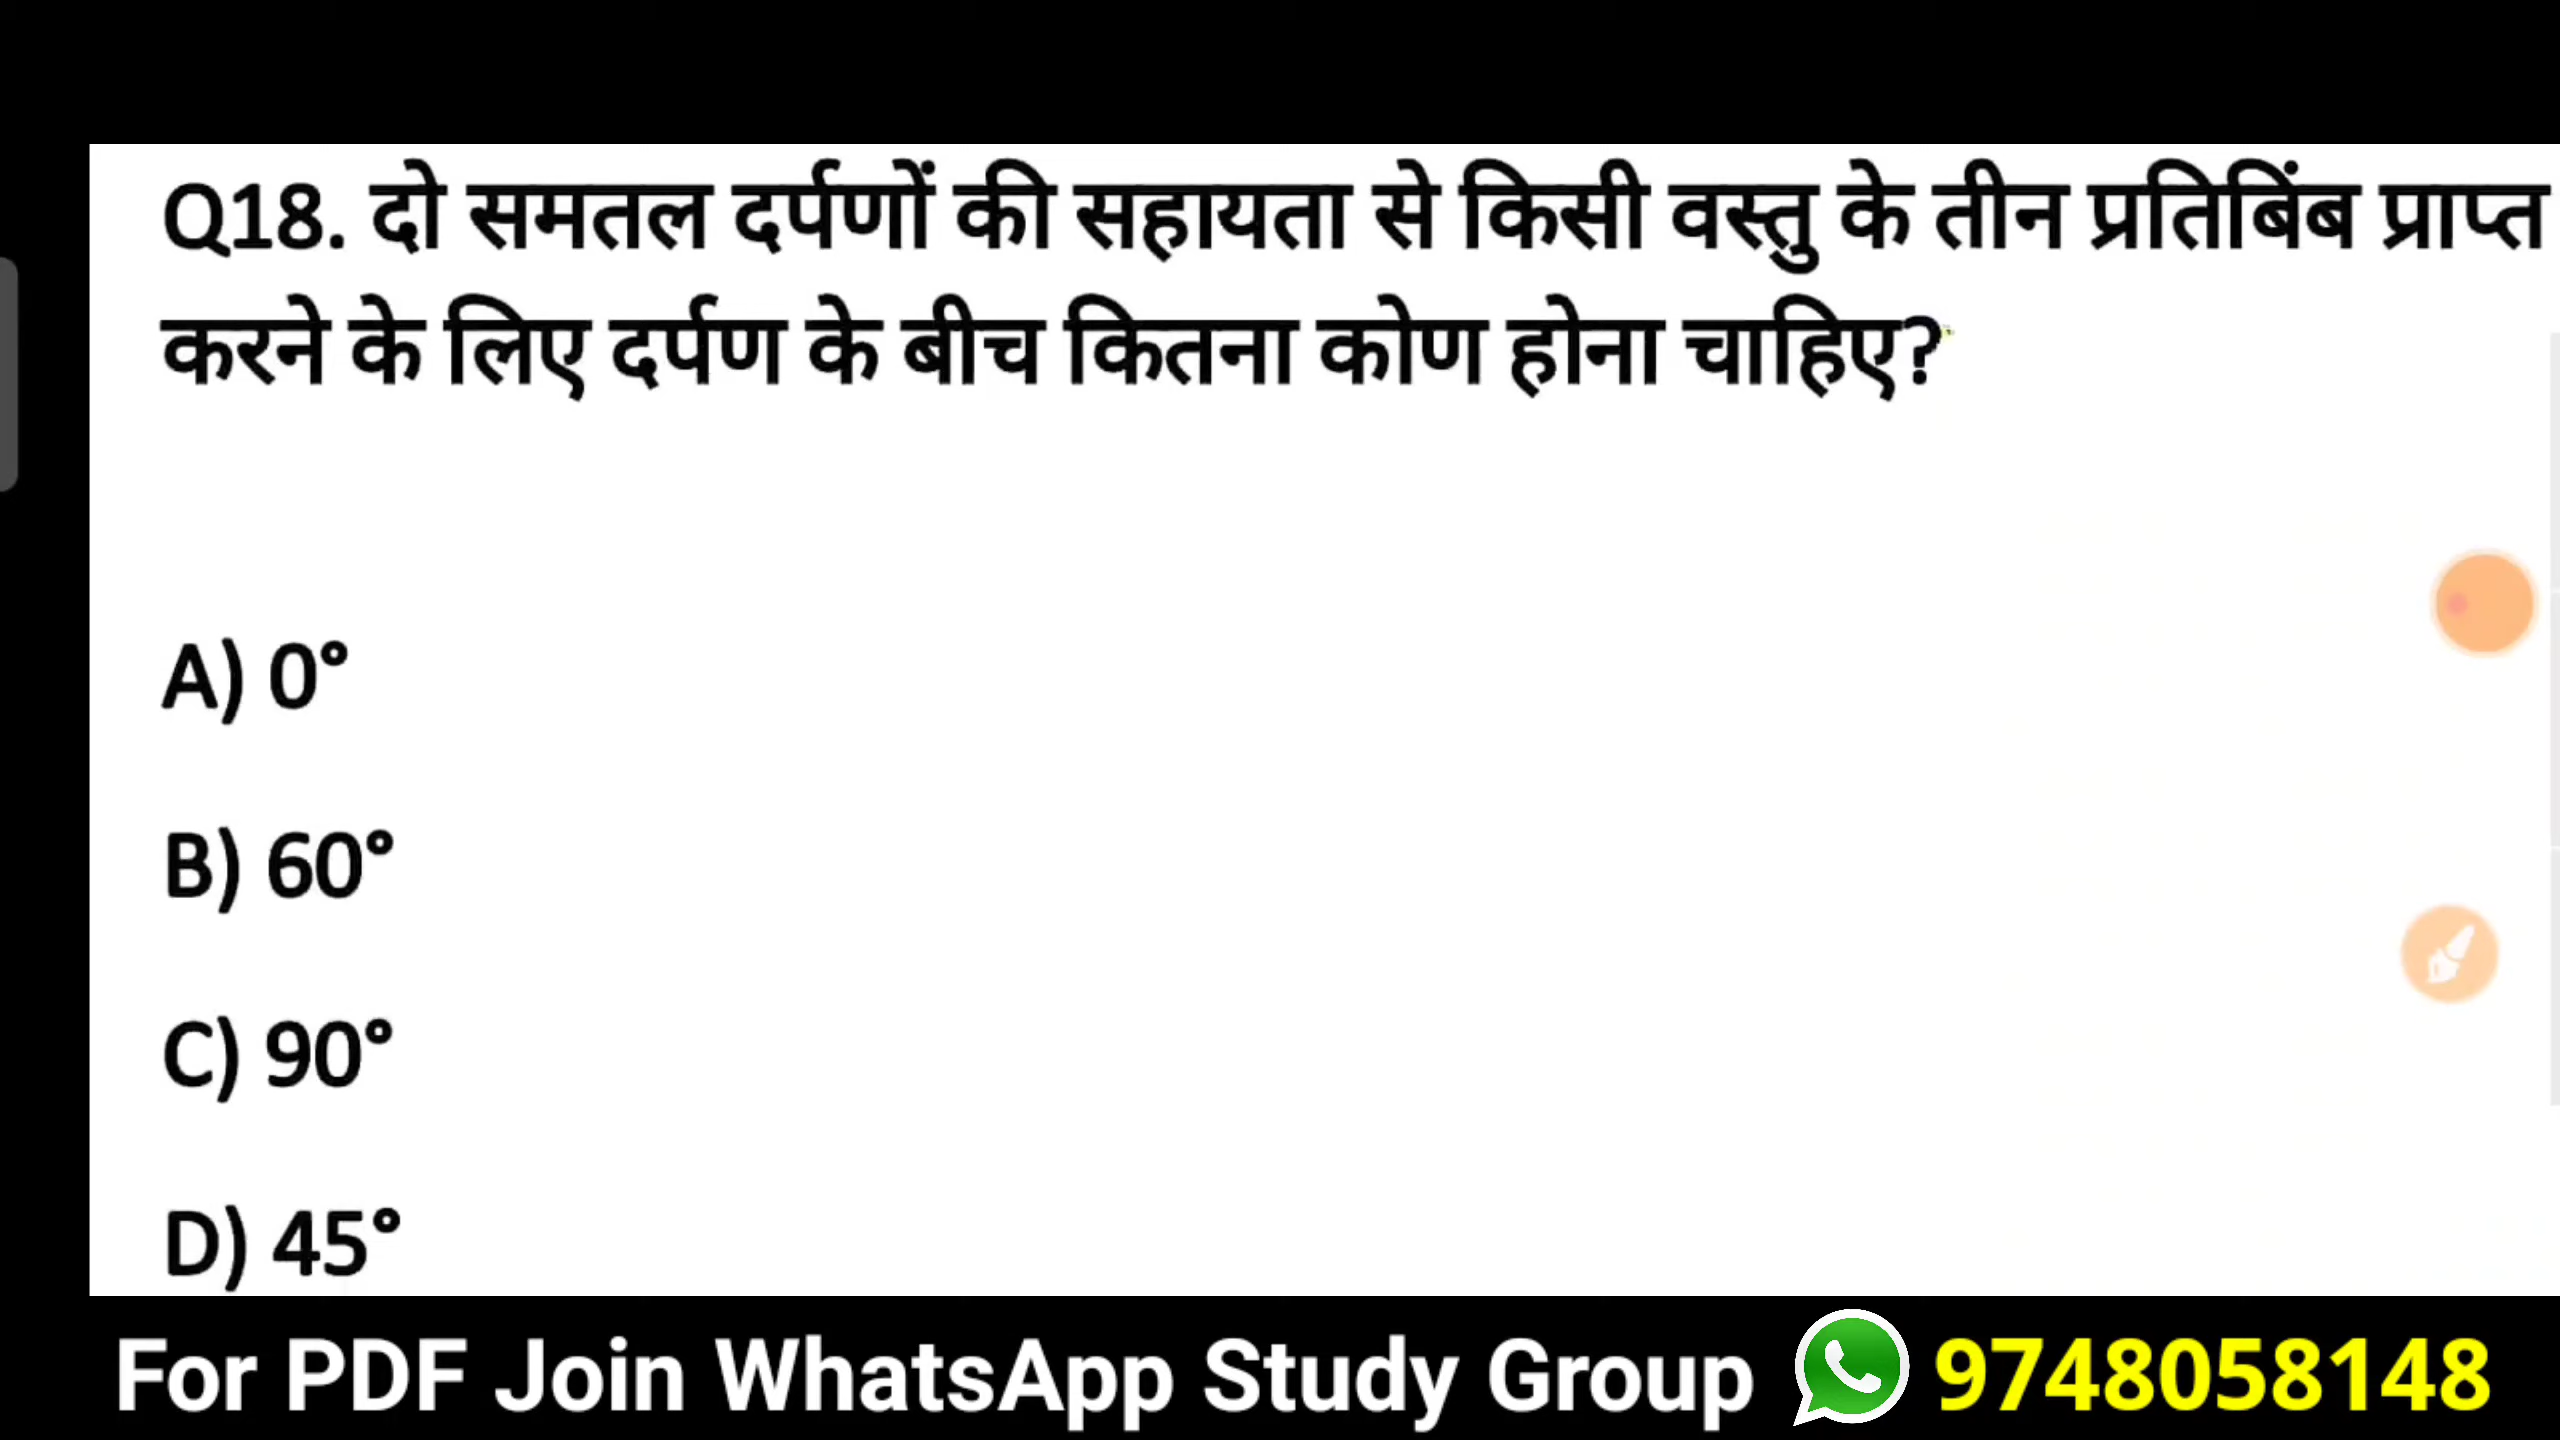 Q18. दो समतल दर्पणों की सहायता से किसी वस्तु के तीन प्रतिबिंब प्राप्त
करने के लिए दर्पण के बीच कितना कोण होना चाहिए?
A) 0°
B) 60°
C) 90°
D) 45°
For PDF Join WhatsApp Study Group 9748058148